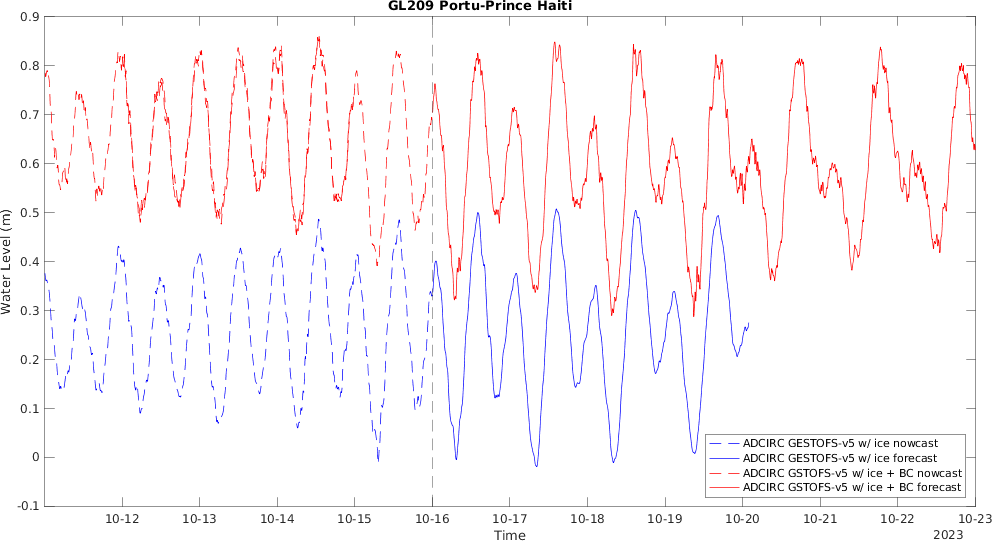 GL209 Portu-Prince Haiti
0.9
0.8
0.7
0.6
0.5
0.4
0.3
0.2
0.1
0
-0.1
Water Level (m)
ADCIRC GESTOFS-v5 w/ ice nowcast
ADCIRC GESTOFS-v5 w/ ice forecast
ADCIRC GSTOFS-v5 w/ ice + BC nowcast
ADCIRC GSTOFS-v5 w/ ice + BC forecast
10-12 10-13 10-14 10-15 10-16 10-17 10-18 10-19 10-20 10-21 10-22 10-23
Time
2023